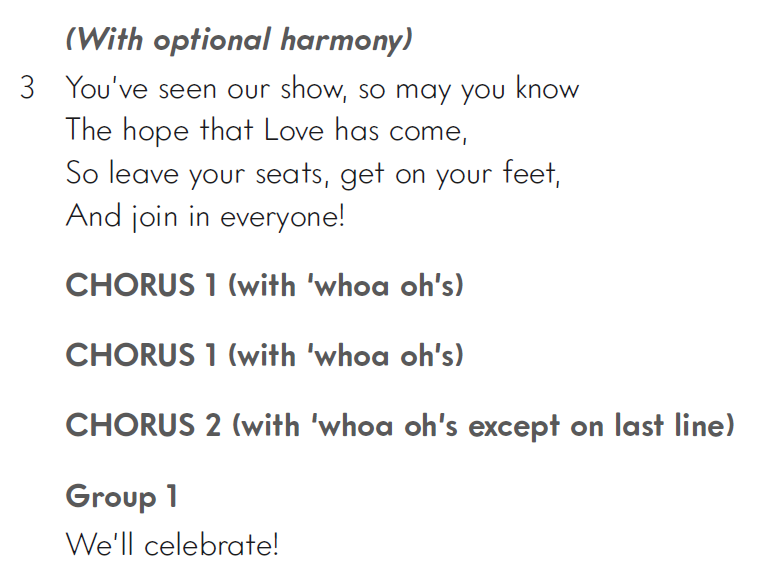 (With optional harmony)
3 You've seen our show, so may you know
The hope that Love has come,
So leave your seats, get on your feet,
And join in everyone!
CHORUS 1 (with 'whoa oh's)
CHORUS 1 (with 'whoa oh's)
CHORUS 2 (with 'whoa oh's except on last line)
Group 1
We'll celebrate!